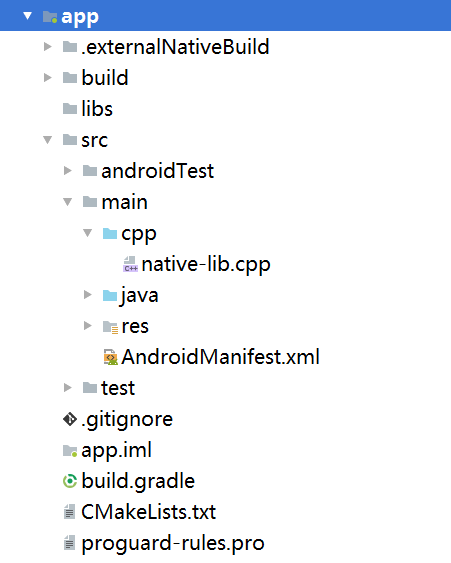 app
.externalNativeBuild
build
libs
src
androidTest
main
cpp
native-lib.cpp
java
res
AndroidManifest.xml
test
.gitignore
app.iml
build.gradle
CMakeLists.txt
proguard-rules.pro